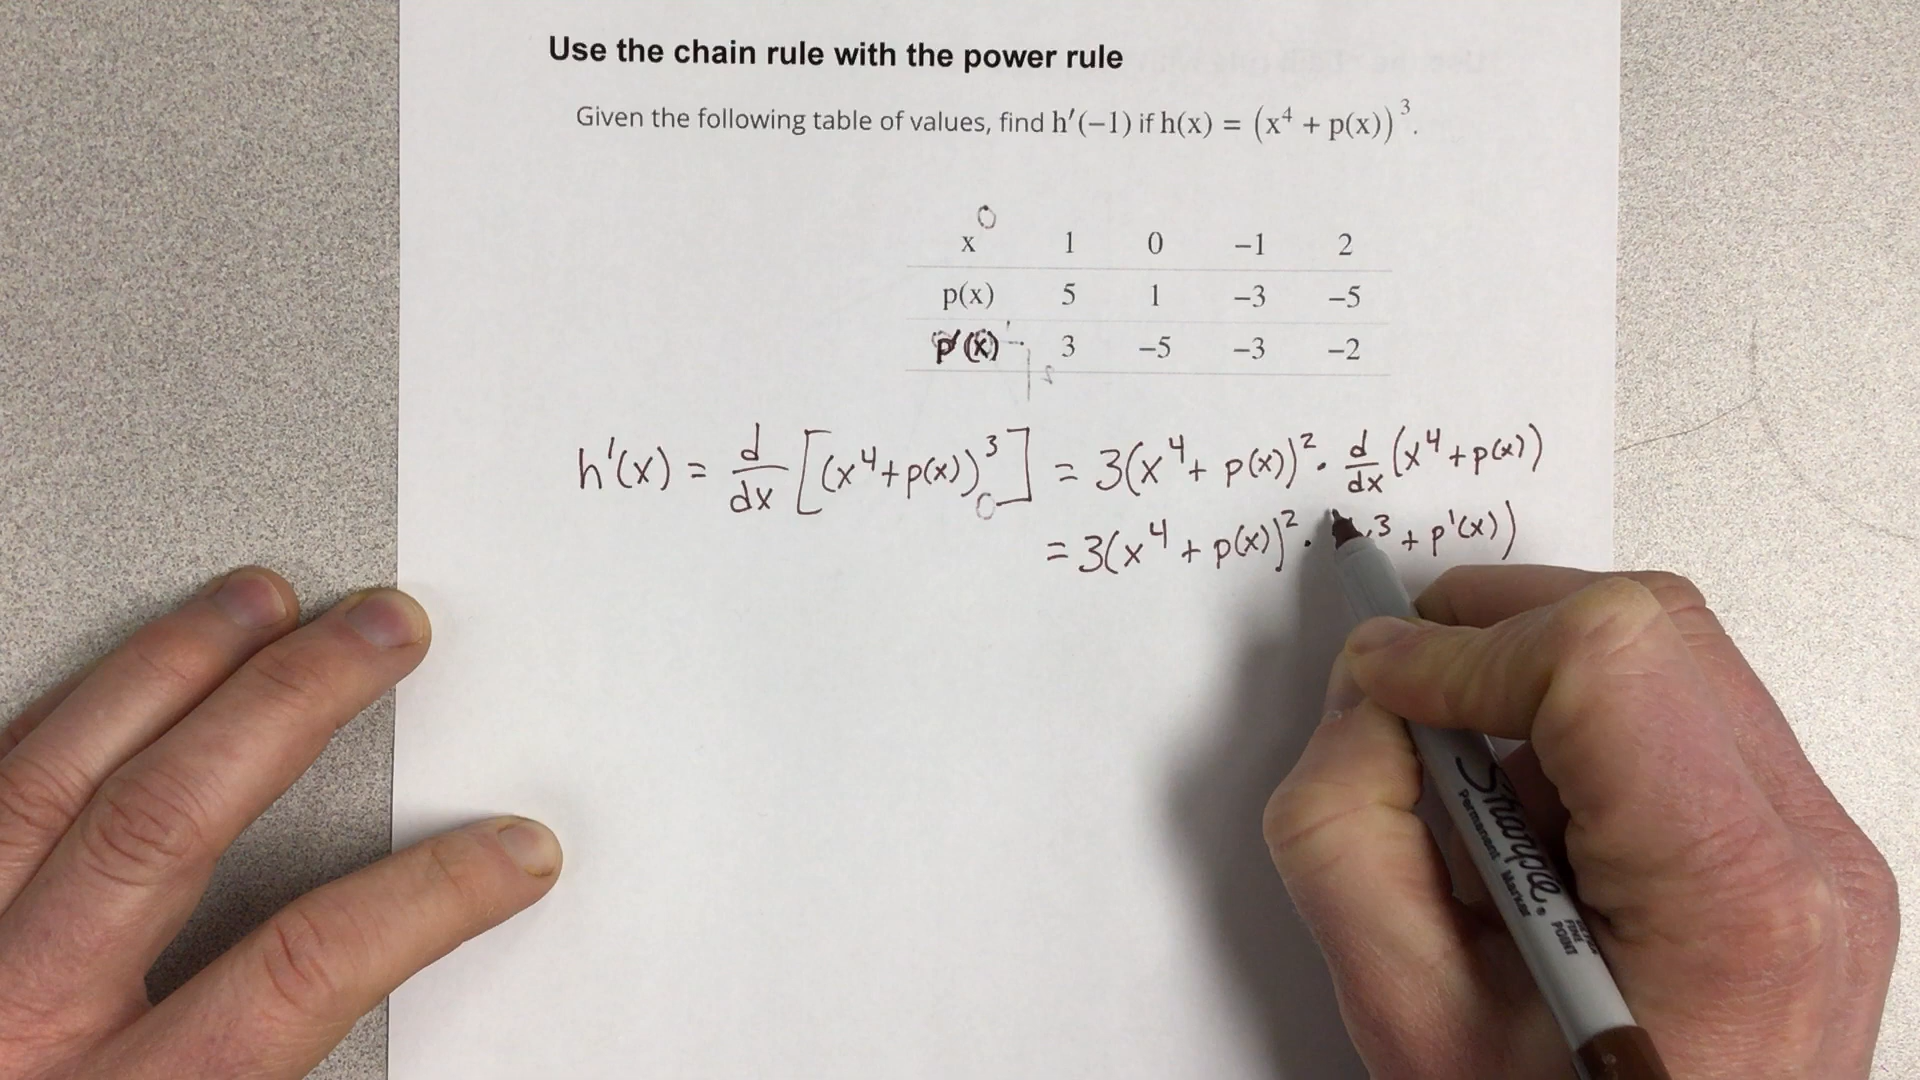 Use the chain rule with the power rule
Given the following table of values, find h′(−1) if h(x) = (x⁴ + p(x))³.
x 1 0 −1 2
p(x) 5 1 −3 −5
p′(x) 3 −5 −3 −2
h'(x) = d/dx [(x⁴+p(x))³] = 3(x⁴+ p(x))² · d/dx (x⁴+p(x))
= 3(x⁴ + p(x))² · ³ + p'(x))
Sharpie.
Permanent Marker
FINE
POINT